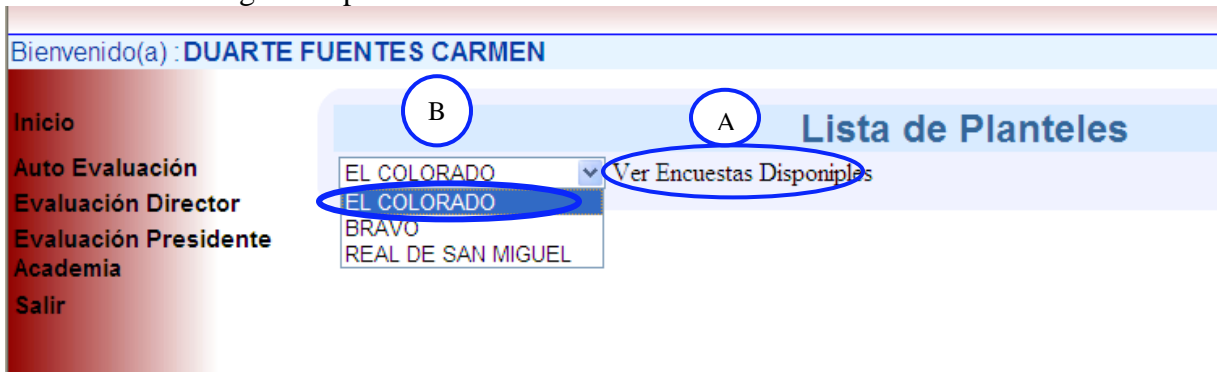 Bienvenido(a) : DUARTE FUENTES CARMEN
B
A
Lista de Planteles
Inicio
Auto Evaluación
Evaluación Director
Evaluación Presidente
Academia
Salir
EL COLORADO Ver Encuestas Disponiples
EL COLORADO
BRAVO
REAL DE SAN MIGUEL